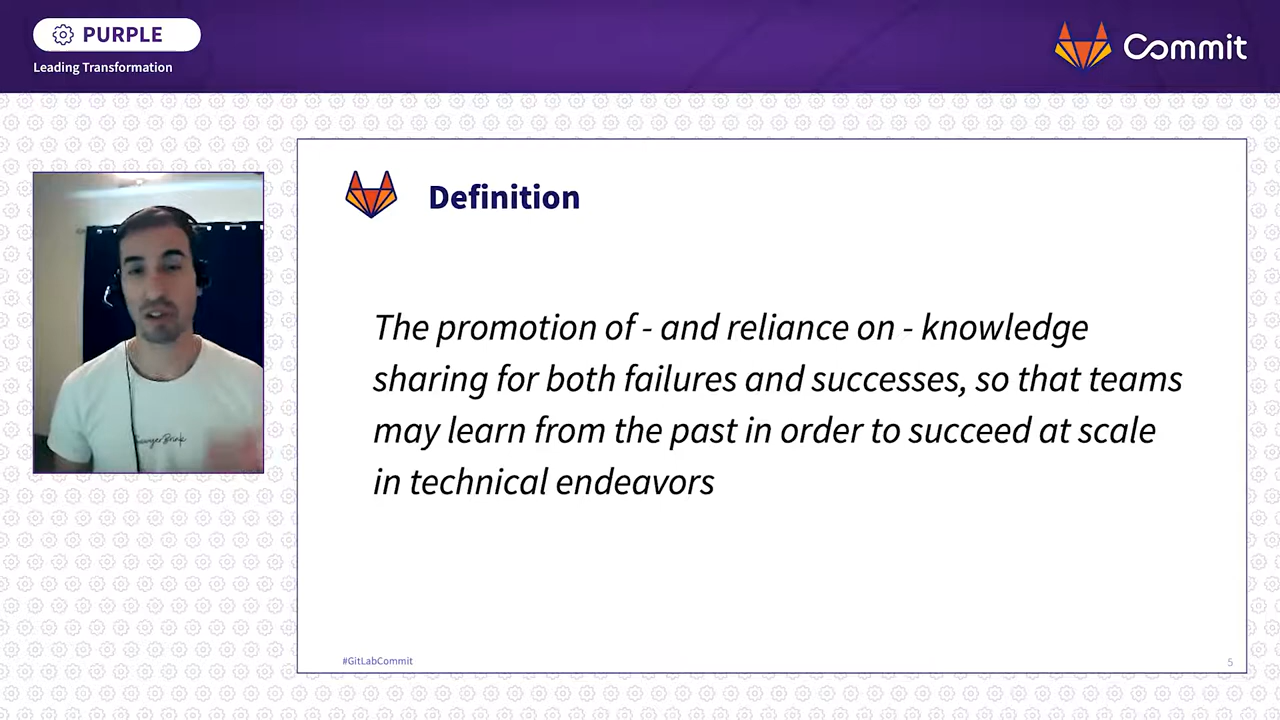 PURPLE
Leading Transformation
Commit
Definition
The promotion of - and reliance on - knowledge
sharing for both failures and successes, so that teams
may learn from the past in order to succeed at scale
in technical endeavors
#GitLabCommit
5